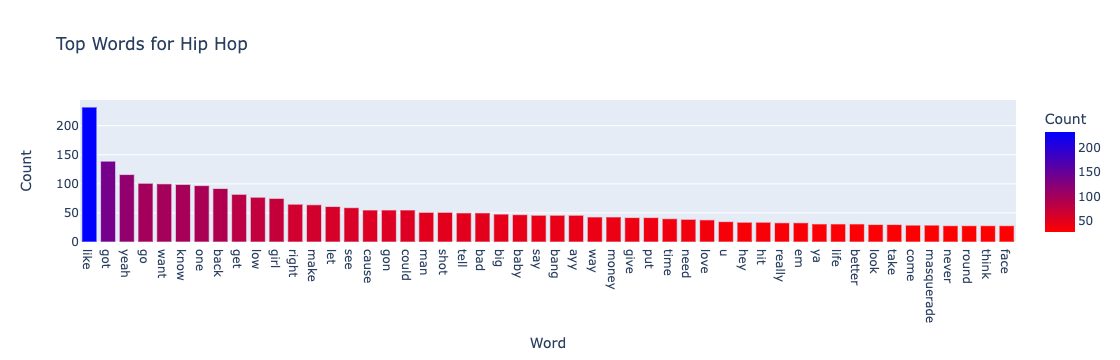 Top Words for Hip Hop
Count
200
150
100
50
0
like got yeah go want know one back get low girl right make let see cause gon could man shot tell bad big baby say bang ayy way money give put time need love u hey hit really em ya life better look take come masquerade never round think face
Word
Count
200
150
100
50